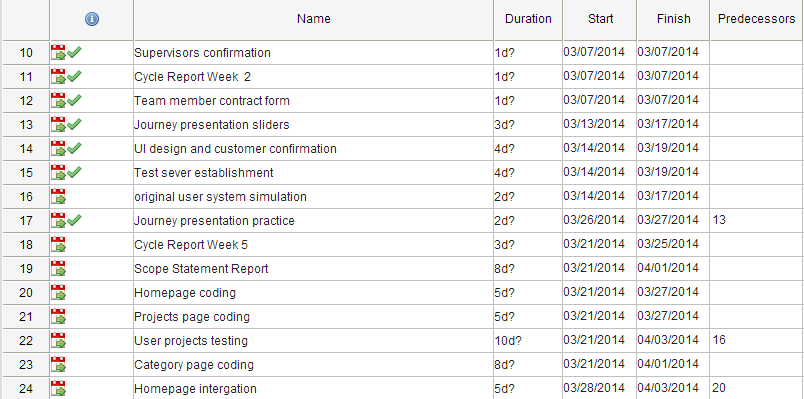 Name Duration Start Finish Predecessors
10 Supervisors confirmation 1d? 03/07/2014 03/07/2014
11 Cycle Report Week 2 1d? 03/07/2014 03/07/2014
12 Team member contract form 1d? 03/07/2014 03/07/2014
13 Journey presentation sliders 3d? 03/13/2014 03/17/2014
14 UI design and customer confirmation 4d? 03/14/2014 03/19/2014
15 Test sever establishment 4d? 03/14/2014 03/19/2014
16 original user system simulation 2d? 03/14/2014 03/17/2014
17 Journey presentation practice 2d? 03/26/2014 03/27/2014 13
18 Cycle Report Week 5 3d? 03/21/2014 03/25/2014
19 Scope Statement Report 8d? 03/21/2014 04/01/2014
20 Homepage coding 5d? 03/21/2014 03/27/2014
21 Projects page coding 5d? 03/21/2014 03/27/2014
22 User projects testing 10d? 03/21/2014 04/03/2014 16
23 Category page coding 8d? 03/21/2014 04/01/2014
24 Homepage intergation 5d? 03/28/2014 04/03/2014 20